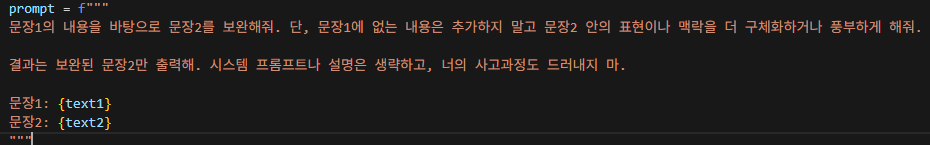 prompt = f"""
문장1의 내용을 바탕으로 문장2를 보완해줘. 단, 문장1에 없는 내용은 추가하지 말고 문장2 안의 표현이나 맥락을 더 구체화하거나 풍부하게 해줘.
결과는 보완된 문장2만 출력해. 시스템 프롬프트나 설명은 생략하고, 너의 사고과정도 드러내지 마.
문장1: {text1}
문장2: {text2}
"""